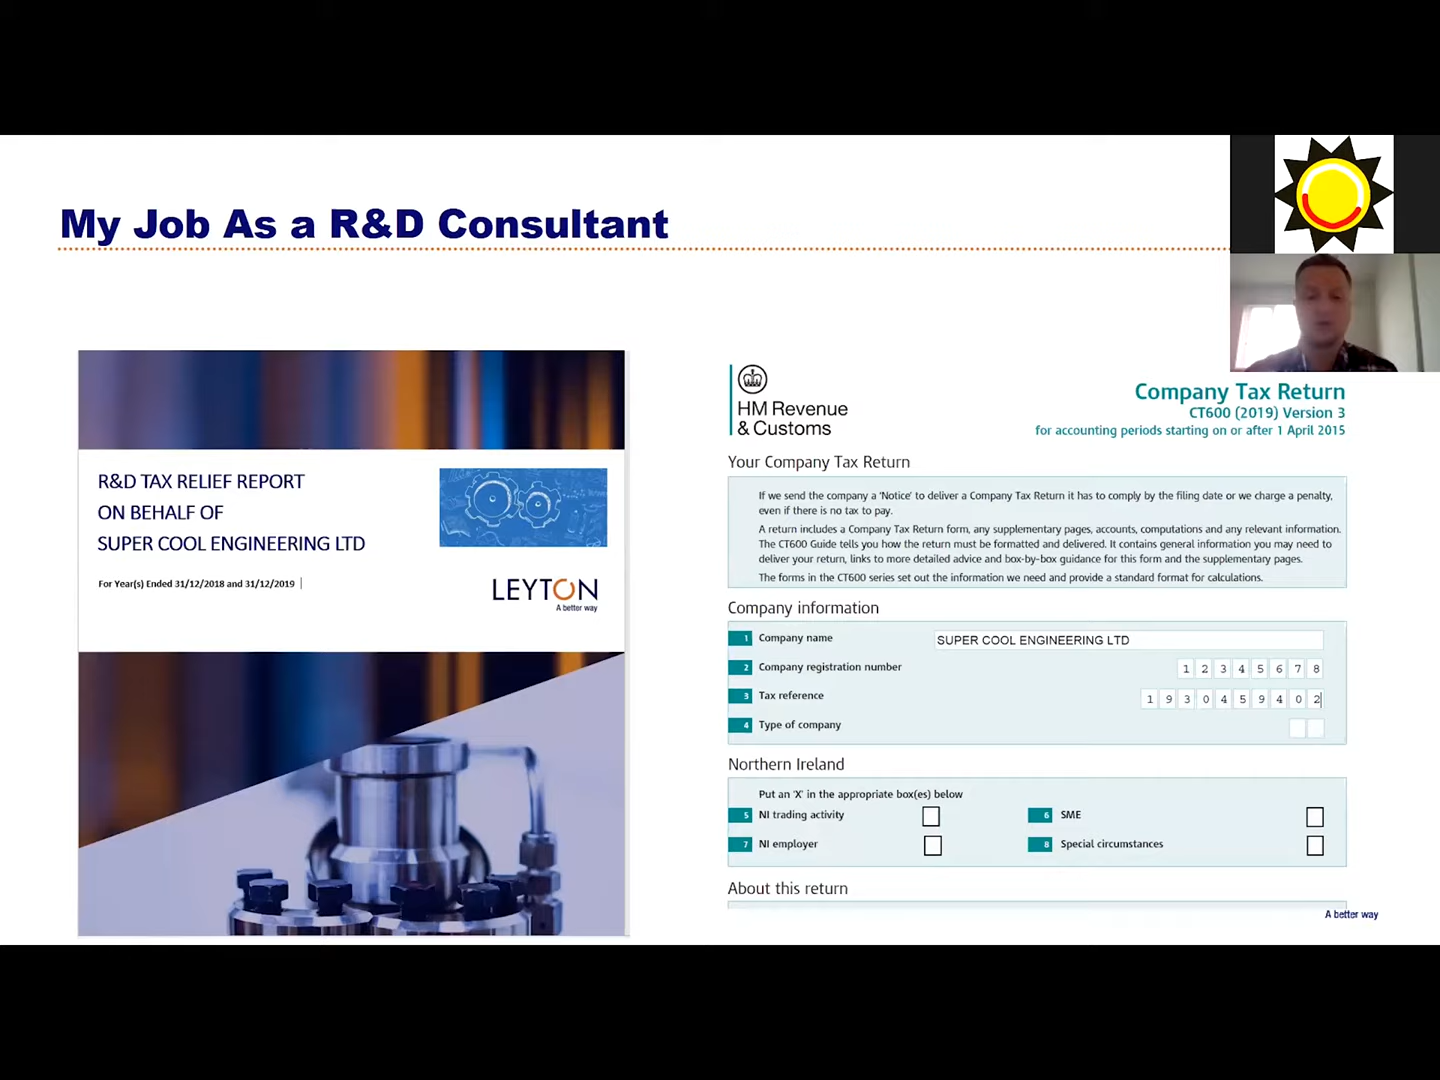 My Job As a R&D Consultant
R&D TAX RELIEF REPORT
ON BEHALF OF
SUPER COOL ENGINEERING LTD
For Year(s) Ended 31/12/2018 and 31/12/2019
LEYTON
A better way
HM Revenue
& Customs
Company Tax Return
CT600 (2019) Version 3
for accounting periods starting on or after 1 April 2015
Your Company Tax Return
If we send the company a ‘Notice’ to deliver a Company Tax Return it has to comply by the filing date or we charge a penalty,
even if there is no tax to pay.
A return includes a Company Tax Return form, any supplementary pages, accounts, computations and any relevant information.
The CT600 Guide tells you how the return must be formatted and delivered. It contains general information you may need to
deliver your return, links to more detailed advice and box-by-box guidance for this form and the supplementary pages.
The forms in the CT600 series set out the information we need and provide a standard format for calculations.
Company information
1 Company name SUPER COOL ENGINEERING LTD
2 Company registration number 1 2 3 4 5 6 7 8
3 Tax reference 1 9 3 0 4 5 9 4 0 2
4 Type of company
Northern Ireland
Put an ‘X’ in the appropriate box(es) below
5 NI trading activity 6 SME
7 NI employer 8 Special circumstances
About this return
A better way